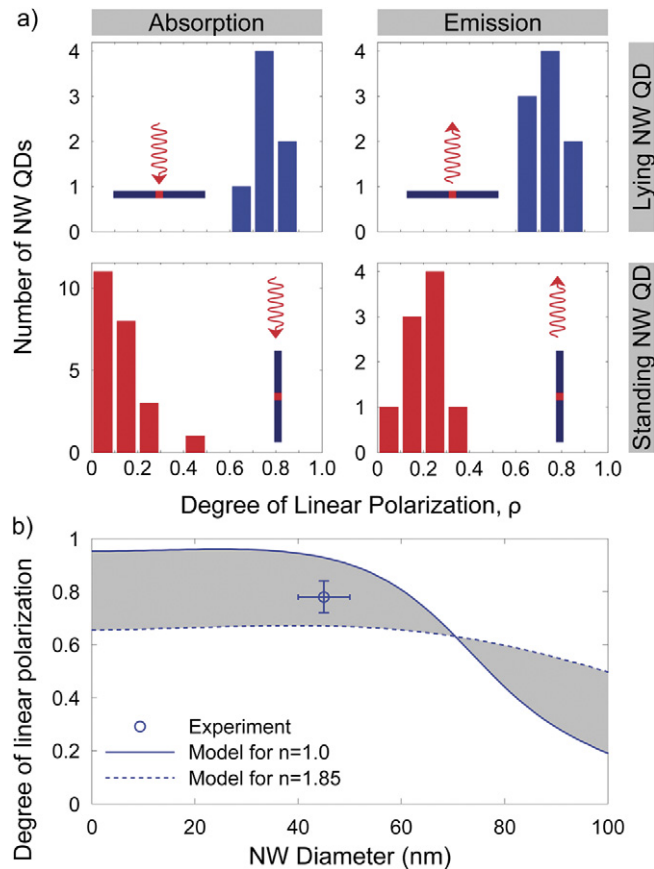 a)
Absorption
Emission
4
3
2
1
0
4
3
2
1
0
Lying NW QD
Number of NW QDs
10
5
0
4
3
2
1
0
Standing NW QD
0 0.2 0.4 0.6 0.8 1.0
0 0.2 0.4 0.6 0.8 1.0
Degree of Linear Polarization, ρ
b)
Degree of linear polarization
1
0.8
0.6
0.4
0.2
0
Experiment
Model for n=1.0
Model for n=1.85
0 20 40 60 80 100
NW Diameter (nm)